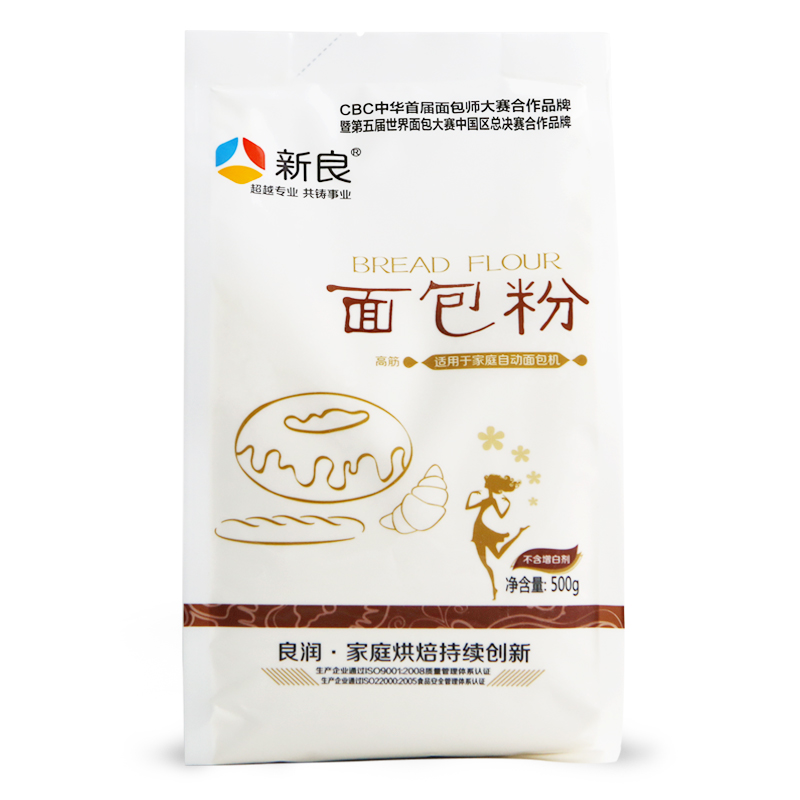 CBC中华首届面包师大赛合作品牌
暨第五届世界面包大赛中国区总决赛合作品牌
新良®
超越专业 共铸事业
BREAD FLOUR
面包粉
高筋 适用于家庭自动面包机
不含增白剂
净含量: 500g
良润·家庭烘焙持续创新
生产企业通过ISO9001:2008质量管理体系认证
生产企业通过ISO22000:2005食品安全管理体系认证